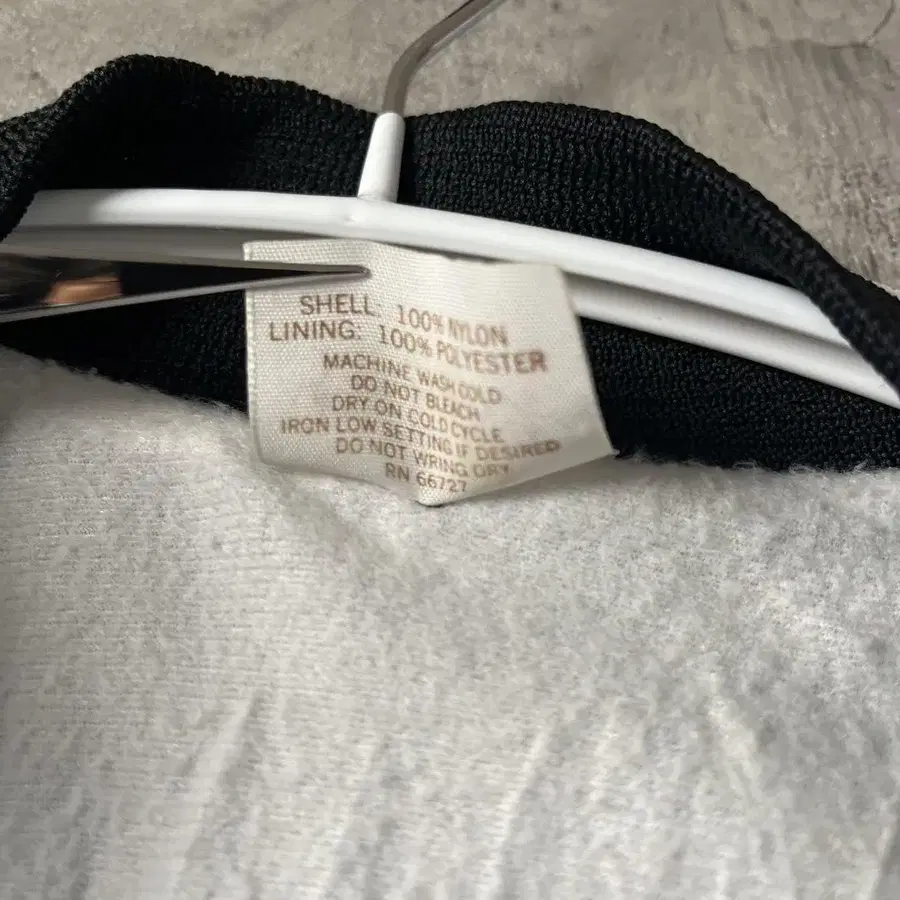 SHELL: 100% NYLON
LINING: 100% POLYESTER
MACHINE WASH COLD
DO NOT BLEACH
DRY ON COLD CYCLE
IRON LOW SETTING IF DESIRED
DO NOT WRING DRY
RN 66727